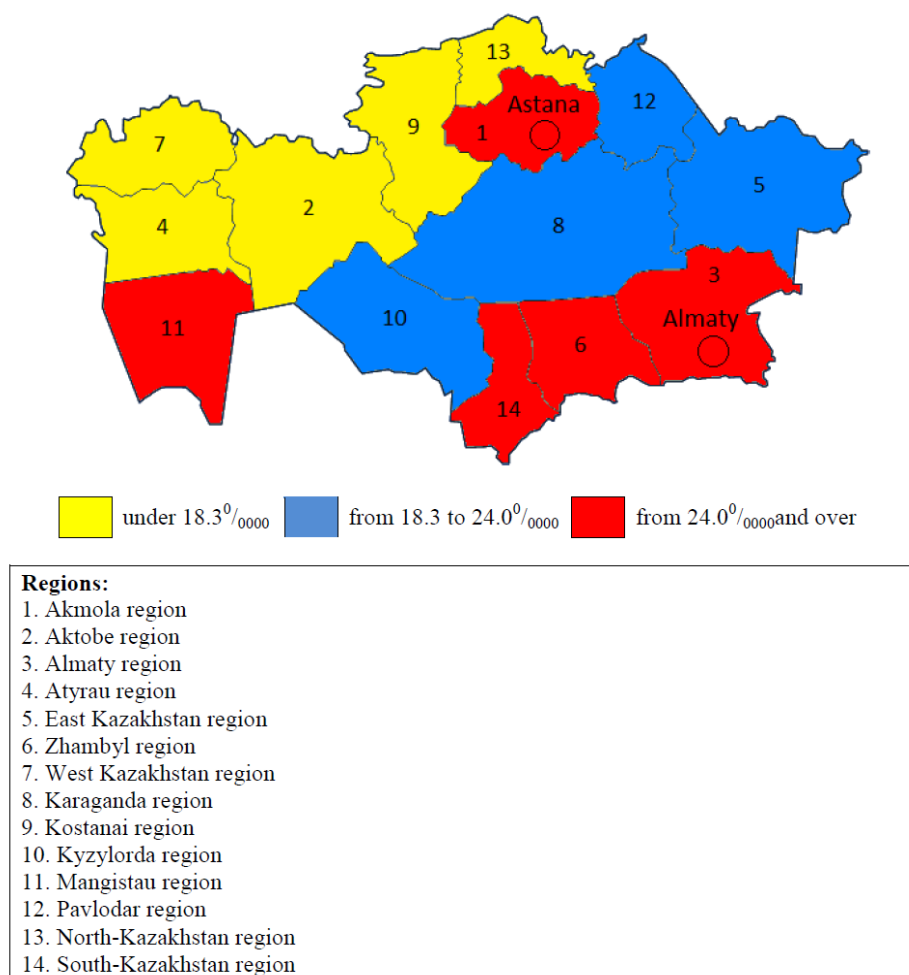 13
Astana
12
7
9
1
5
2
4
8
3
10
Almaty
11
6
14
under 18.3⁰/₀₀₀₀ from 18.3 to 24.0⁰/₀₀₀₀ from 24.0⁰/₀₀₀₀and over
Regions:
1. Akmola region
2. Aktobe region
3. Almaty region
4. Atyrau region
5. East Kazakhstan region
6. Zhambyl region
7. West Kazakhstan region
8. Karaganda region
9. Kostanai region
10. Kyzylorda region
11. Mangistau region
12. Pavlodar region
13. North-Kazakhstan region
14. South-Kazakhstan region